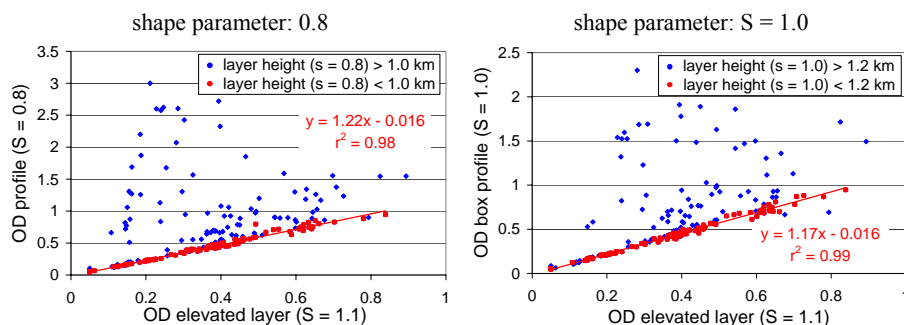 shape parameter: 0.8
OD profile (S = 0.8)
3.5
3
2.5
2
1.5
1
0.5
0
layer height (s = 0.8) > 1.0 km
layer height (s = 0.8) < 1.0 km
y = 1.22x - 0.016
r² = 0.98
0
0.2
0.4
0.6
0.8
1
OD elevated layer (S = 1.1)
shape parameter: S = 1.0
OD box profile (S = 1.0)
2.5
2
1.5
1
0.5
0
layer height (s = 1.0) > 1.2 km
layer height (s = 1.0) < 1.2 km
y = 1.17x - 0.016
r² = 0.99
0
0.2
0.4
0.6
0.8
1
OD elevated layer (S = 1.1)